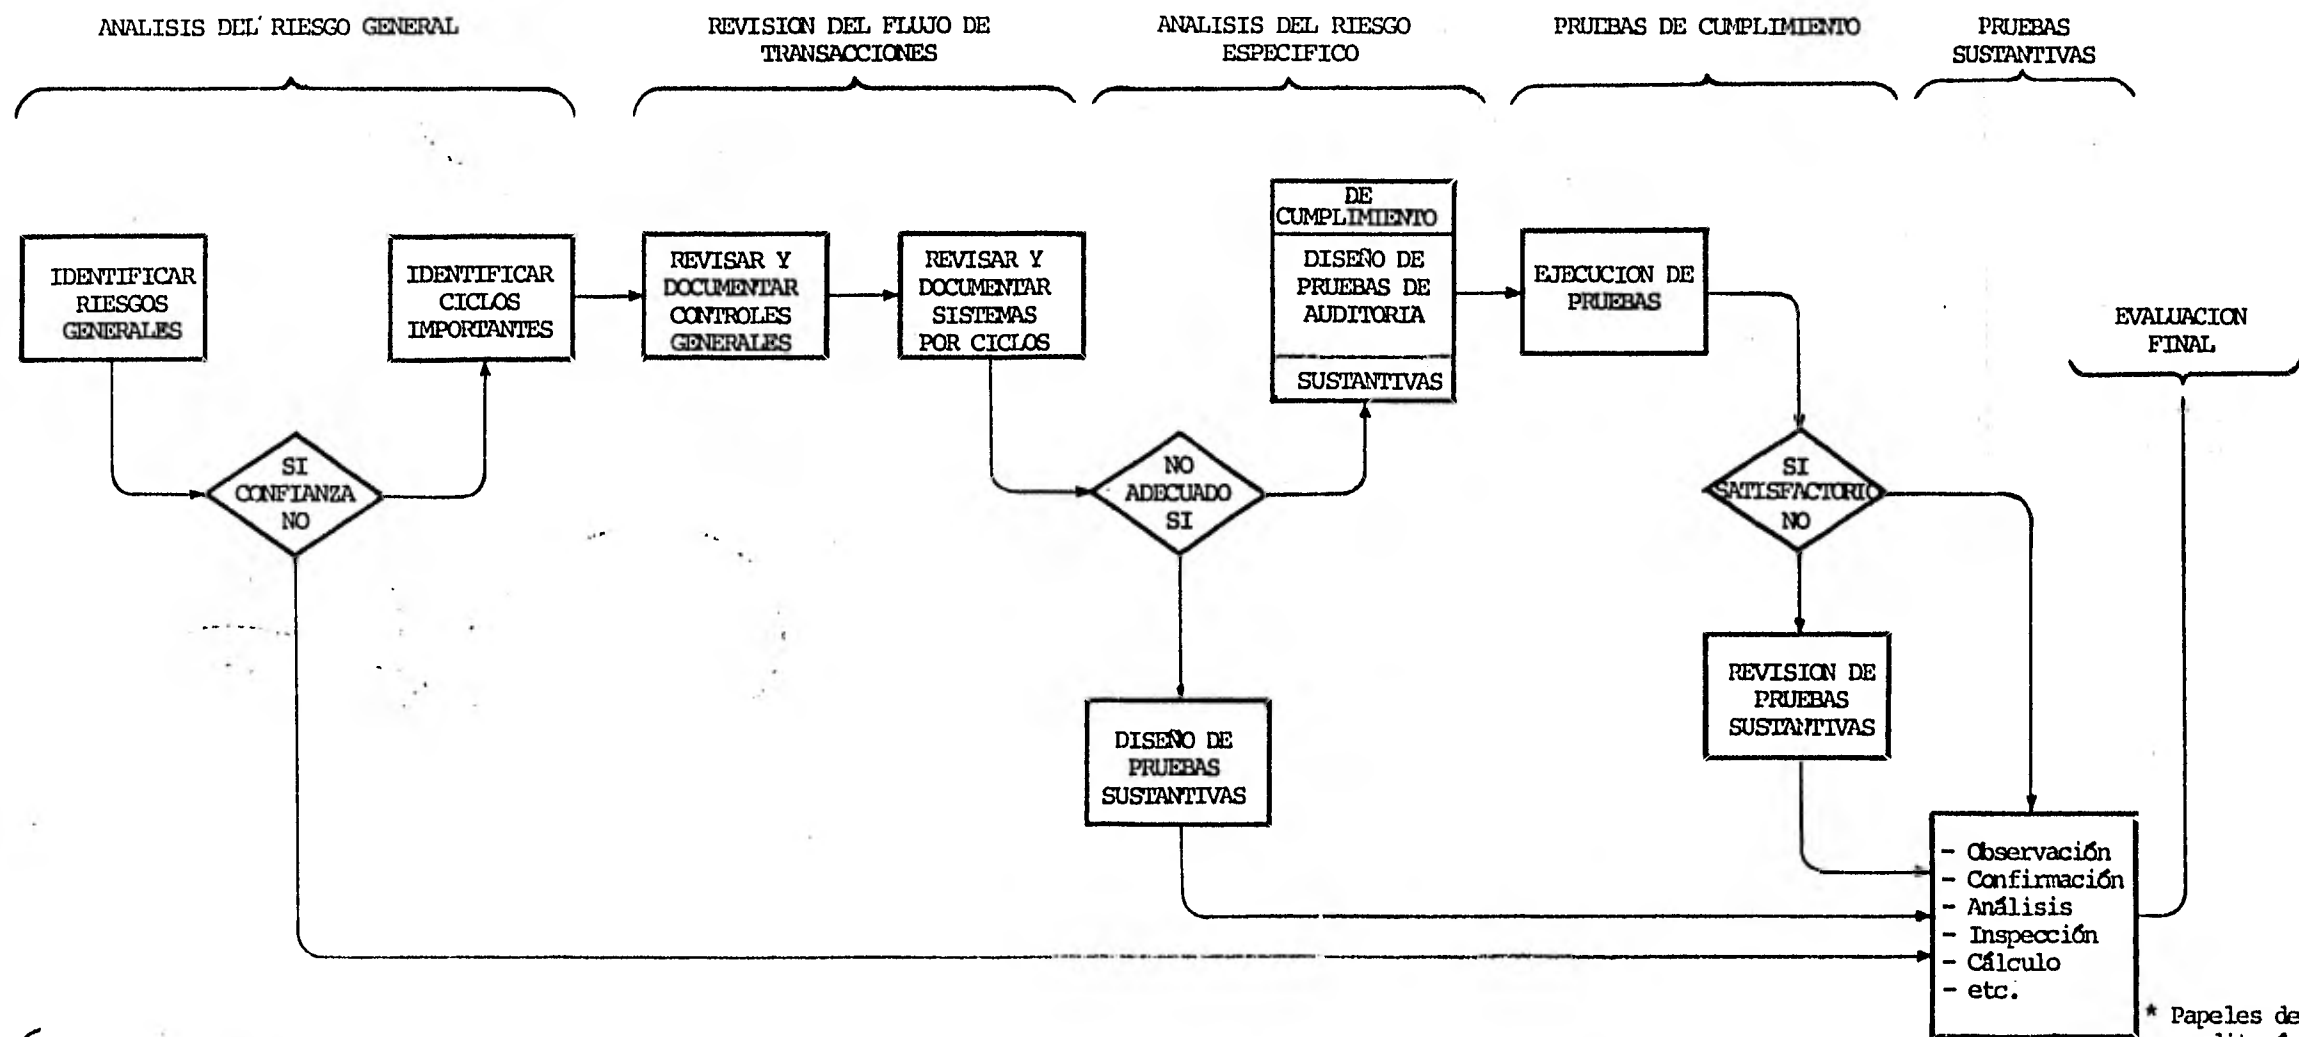 ANALISIS DEL RIESGO GENERAL
REVISION DEL FLUJO DE
TRANSACCIONES
ANALISIS DEL RIESGO
ESPECIFICO
PRUEBAS DE CUMPLIMIENTO
PRUEBAS
SUSTANTIVAS
IDENTIFICAR
RIESGOS
GENERALES
IDENTIFICAR
CICLOS
IMPORTANTES
REVISAR Y
DOCUMENTAR
CONTROLES
GENERALES
REVISAR Y
DOCUMENTAR
SISTEMAS
POR CICLOS
DE
CUMPLIMIENTO
DISEÑO DE
PRUEBAS DE
AUDITORIA
SUSTANTIVAS
EJECUCION DE
PRUEBAS
EVALUACION
FINAL
SI
CONFIANZA
NO
NO
ADECUADO
SI
SI
SATISFACTORIO
NO
DISEÑO DE
PRUEBAS
SUSTANTIVAS
REVISION DE
PRUEBAS
SUSTANTIVAS
- Observación
- Confirmación
- Análisis
- Inspección
- Cálculo
- etc.
* Papeles de